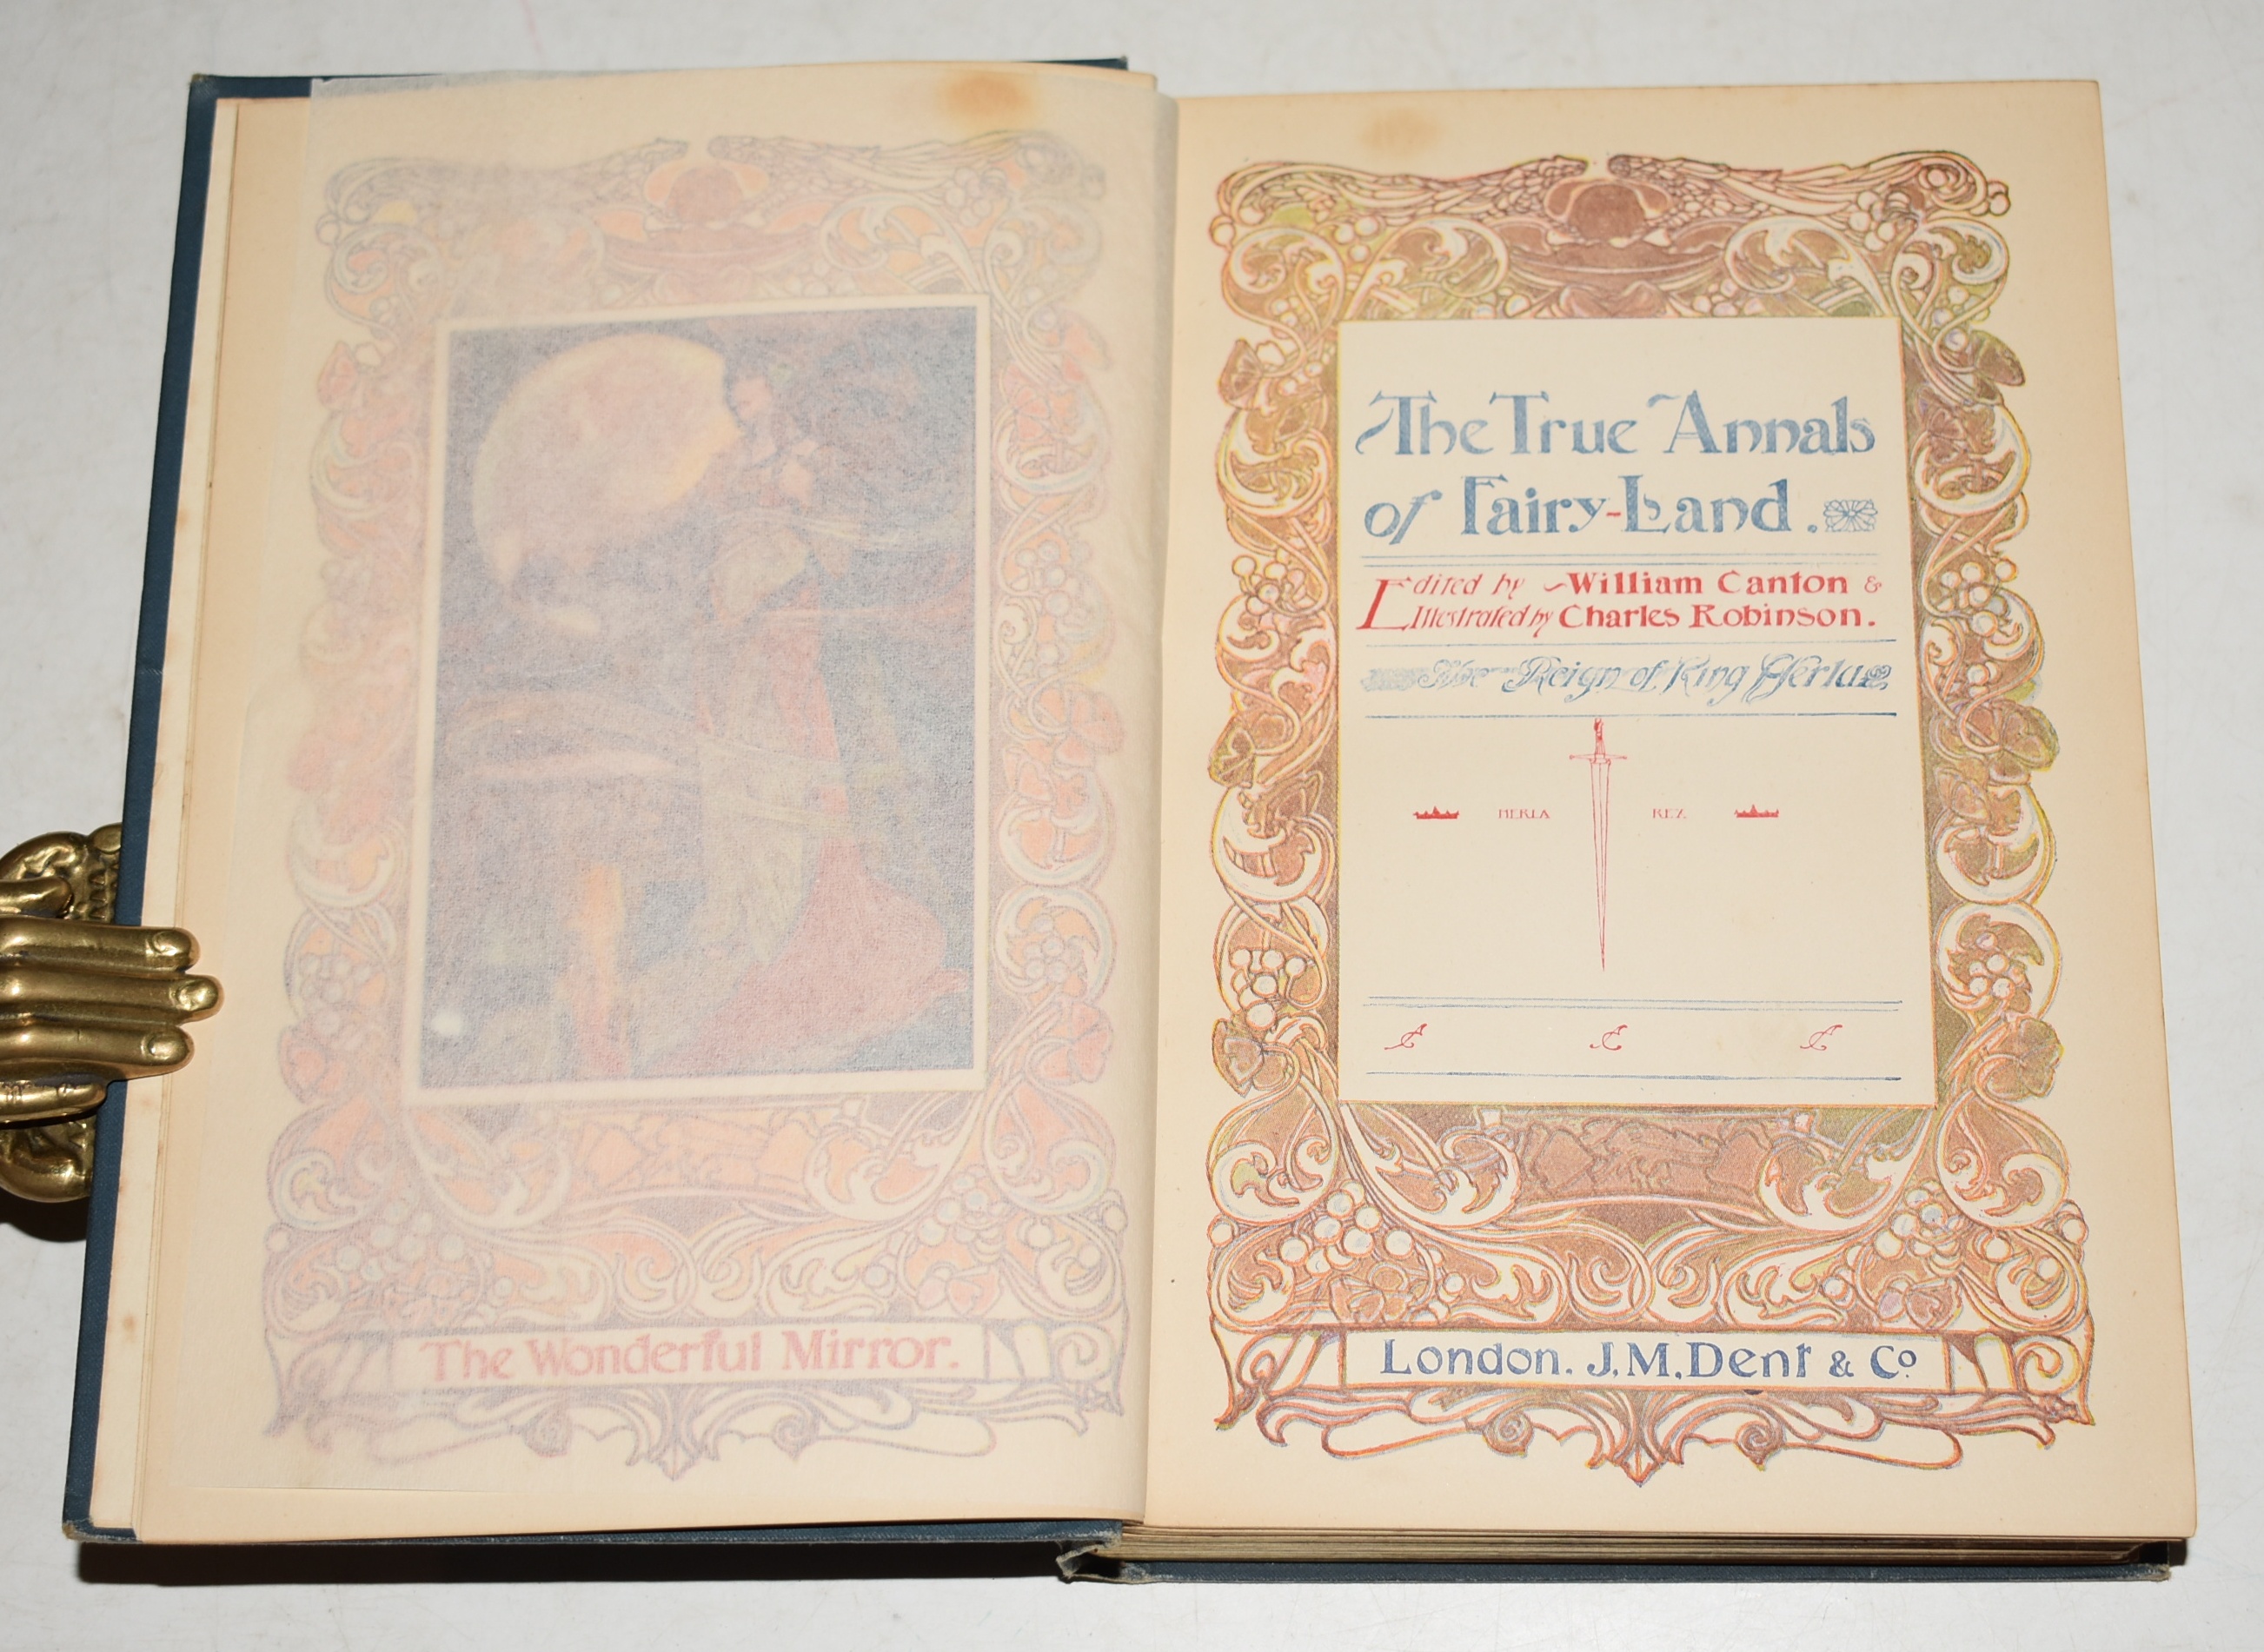 The Wonderful Mirror.
The True Annals
of Fairy-Land.
Edited by William Canton &
Illustrated by Charles Robinson.
The Reign of King Herla
HERLA REX
London. J.M. Dent & Co